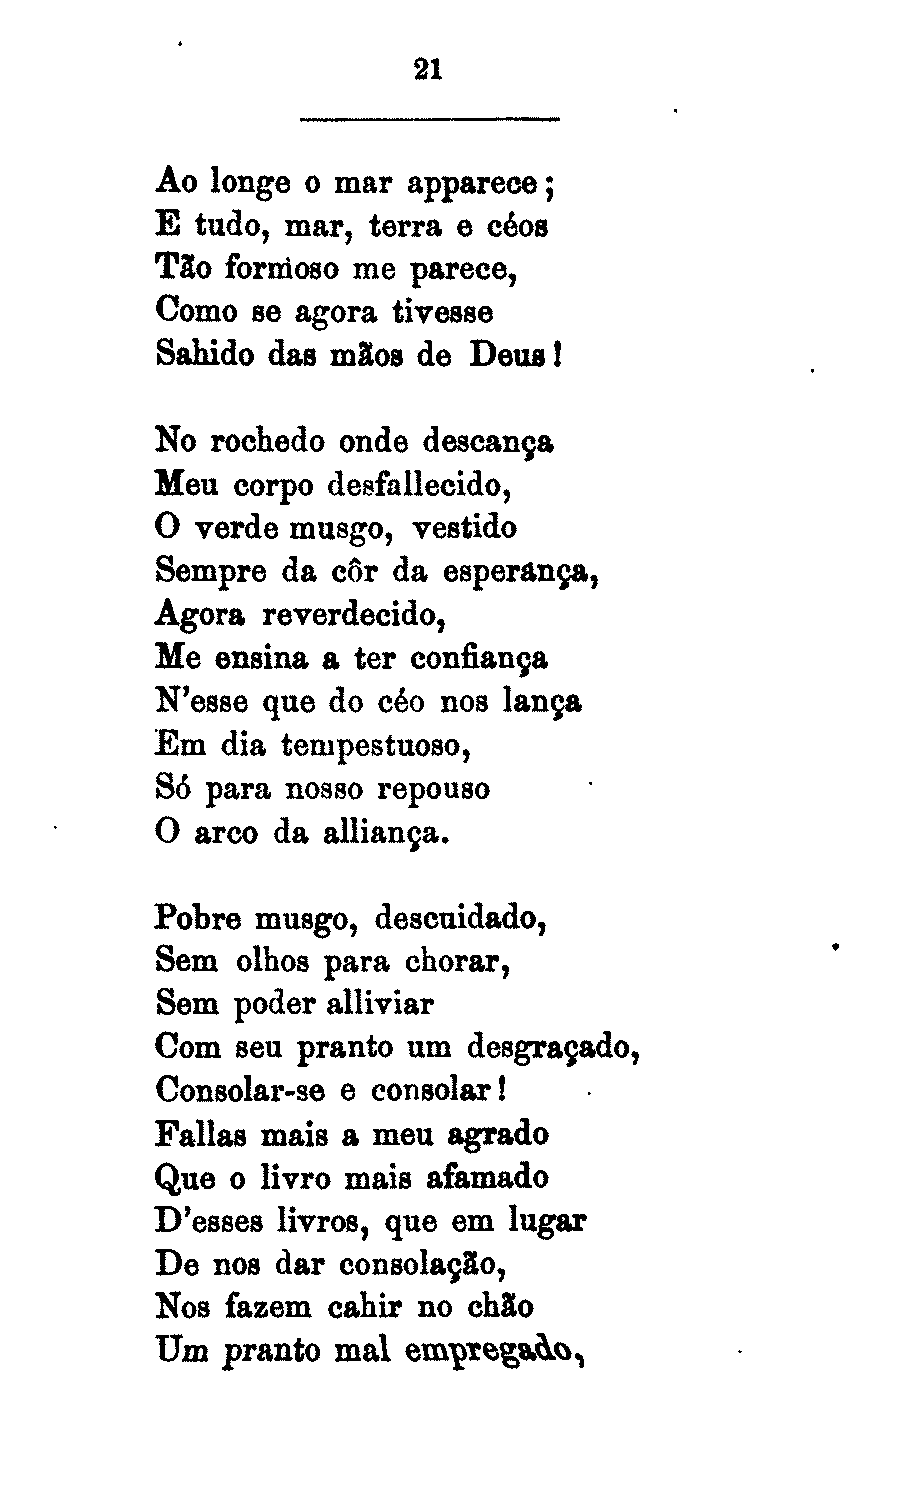 21
Ao longe o mar apparece;
E tudo, mar, terra e céos
Tão formoso me parece,
Como se agora tivesse
Sahido das mãos de Deus!
No rochedo onde descança
Meu corpo desfallecido,
O verde musgo, vestido
Sempre da côr da esperança,
Agora reverdecido,
Me ensina a ter confiança
N'esse que do céo nos lança
Em dia tempestuoso,
Só para nosso repouso
O arco da alliança.
Pobre musgo, descuidado,
Sem olhos para chorar,
Sem poder alliviar
Com seu pranto um desgraçado,
Consolar-se e consolar!
Fallas mais a meu agrado
Que o livro mais afamado
D'esses livros, que em lugar
De nos dar consolação,
Nos fazem cahir no chão
Um pranto mal empregado,